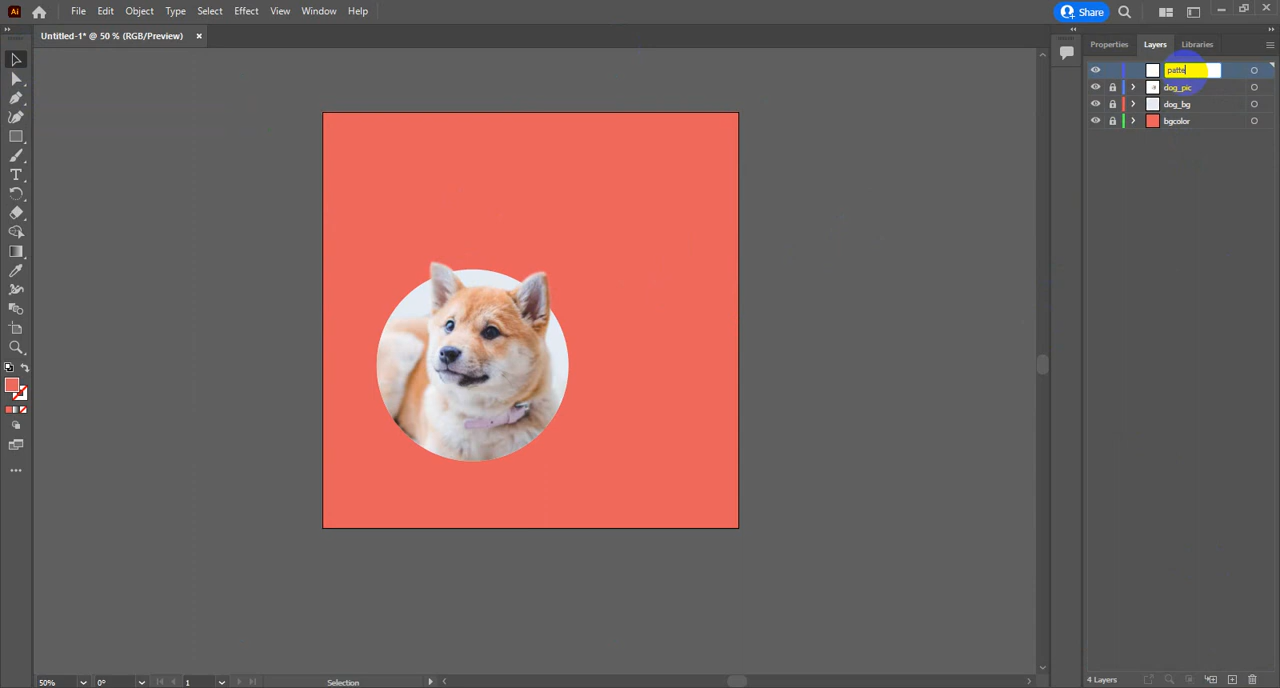 Ai File Edit Object Type Select Effect View Window Help Share
Untitled-1* @ 50 % (RGB/Preview) ×
Properties Layers Libraries
patte
dog_pic
dog_bg
bgcolor
50% 0° 1 Selection 4 Layers